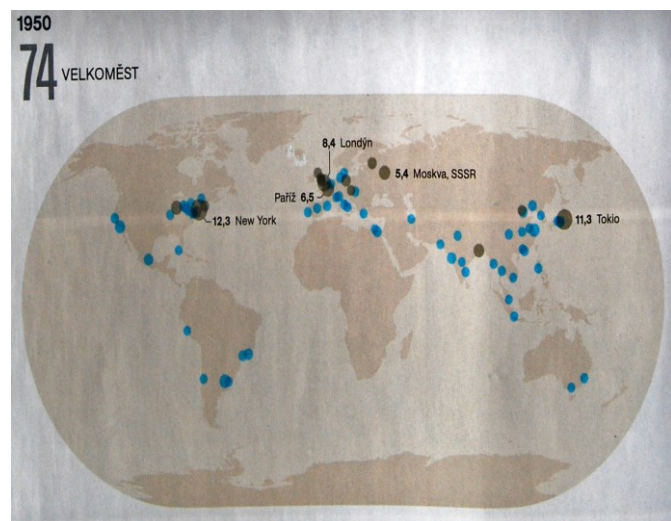 1950
74 VELKOMĚST
8,4 Londýn
5,4 Moskva, SSSR
Paříž 6,5
12,3 New York
11,3 Tokio